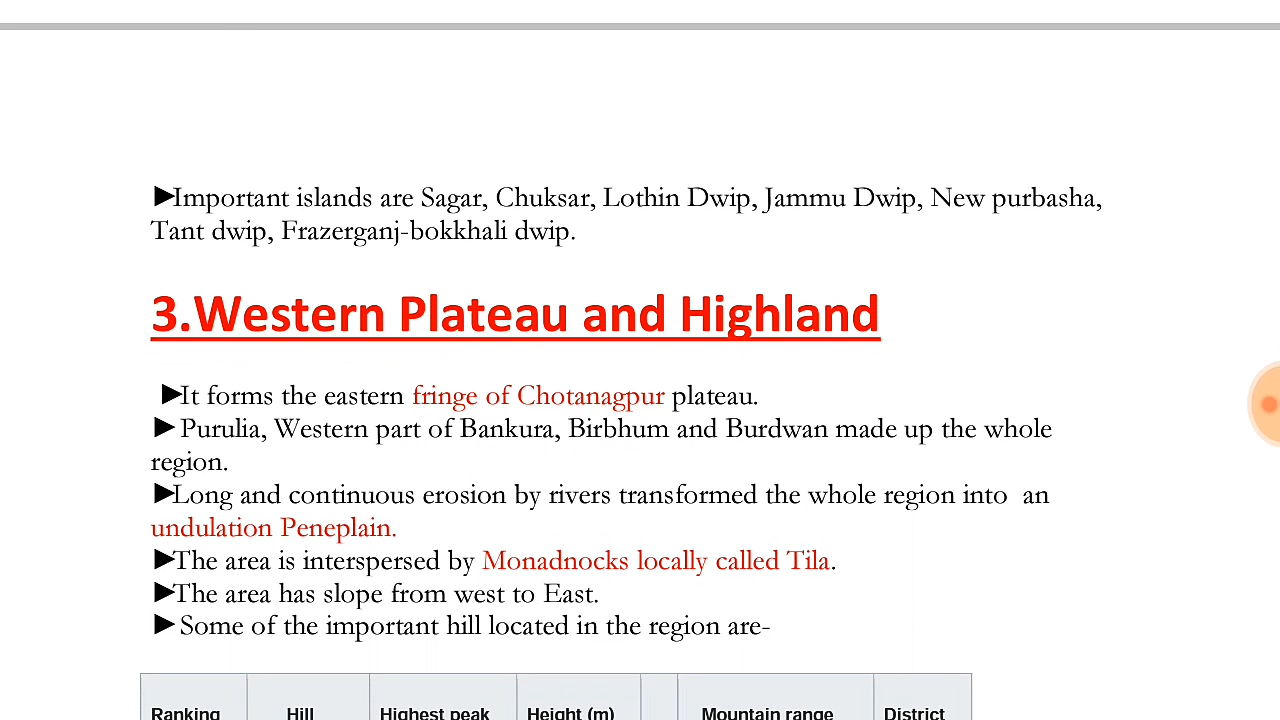 ►Important islands are Sagar, Chuksar, Lothin Dwip, Jammu Dwip, New purbasha,
Tant dwip, Frazerganj-bokkhali dwip.
3.Western Plateau and Highland
►It forms the eastern fringe of Chotanagpur plateau.
► Purulia, Western part of Bankura, Birbhum and Burdwan made up the whole
region.
►Long and continuous erosion by rivers transformed the whole region into  an
undulation Peneplain.
►The area is interspersed by Monadnocks locally called Tila.
►The area has slope from west to East.
► Some of the important hill located in the region are-
Ranking Hill Highest peak Height (m) Mountain range District